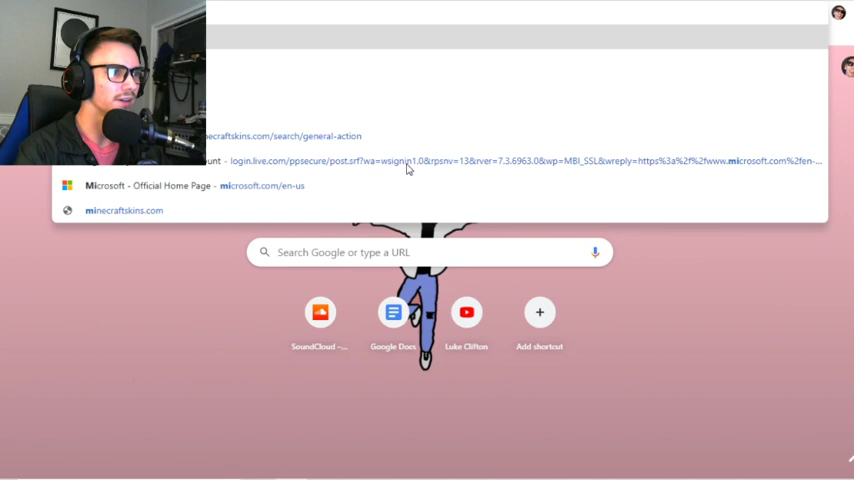 necraftskins.com/search/general-action
ount - login.live.com/ppsecure/post.srf?wa=wsignin1.0&rpsnv=13&rver=7.3.6963.0&wp=MBI_SSL&wreply=https%3a%2f%2fwww.microsoft.com%2fen-...
Microsoft - Official Home Page - microsoft.com/en-us
minecraftskins.com
Search Google or type a URL
SoundCloud –... Google Docs Luke Clifton Add shortcut